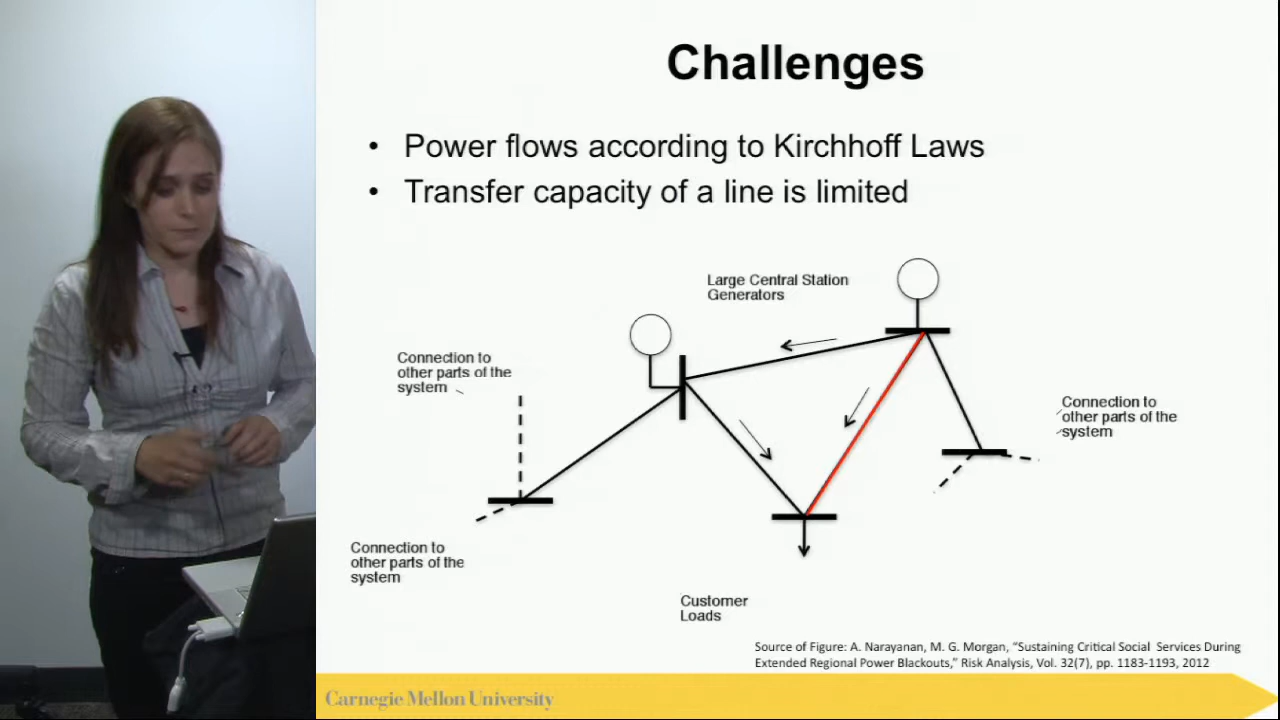 Challenges
• Power flows according to Kirchhoff Laws
• Transfer capacity of a line is limited
Large Central Station
Generators
Connection to
other parts of the
system
Connection to
other parts of the
system
Connection to
other parts of the
system
Customer
Loads
Source of Figure: A. Narayanan, M. G. Morgan, “Sustaining Critical Social Services During
Extended Regional Power Blackouts,” Risk Analysis, Vol. 32(7), pp. 1183-1193, 2012
Carnegie Mellon University